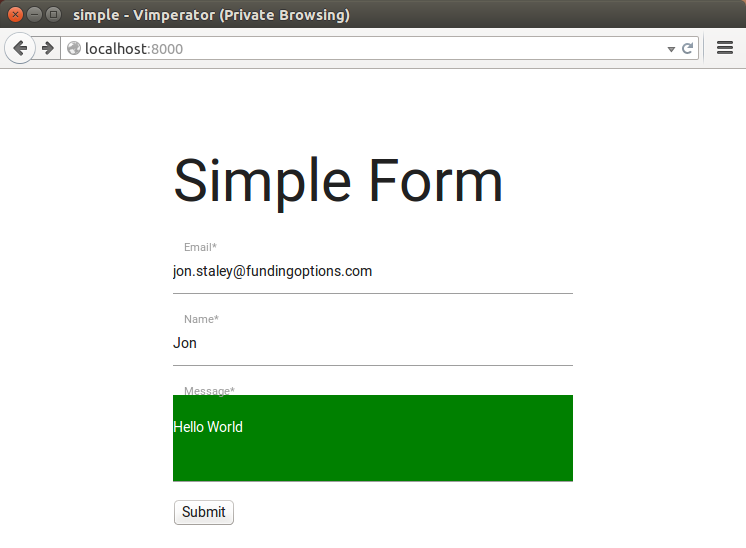 simple - Vimperator (Private Browsing)
localhost:8000
Simple Form
Email*
jon.staley@fundingoptions.com
Name*
Jon
Message*
Hello World
Submit